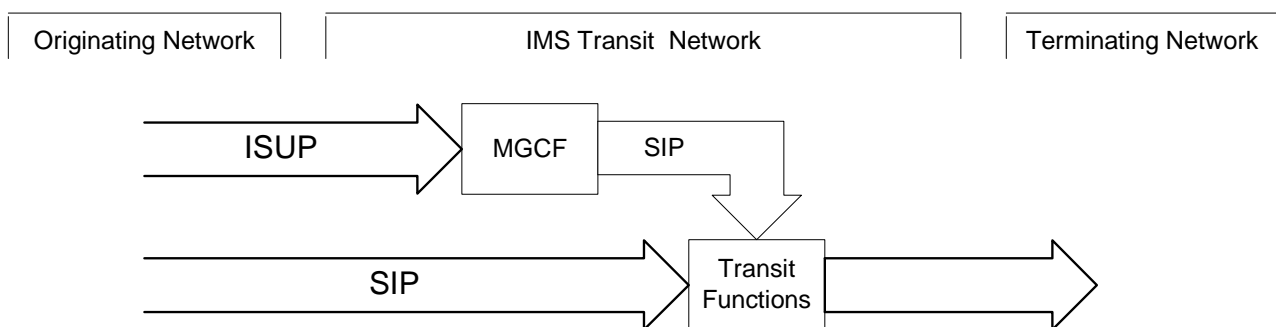 Originating Network
IMS Transit Network
Terminating Network
ISUP
MGCF
SIP
SIP
Transit
Functions